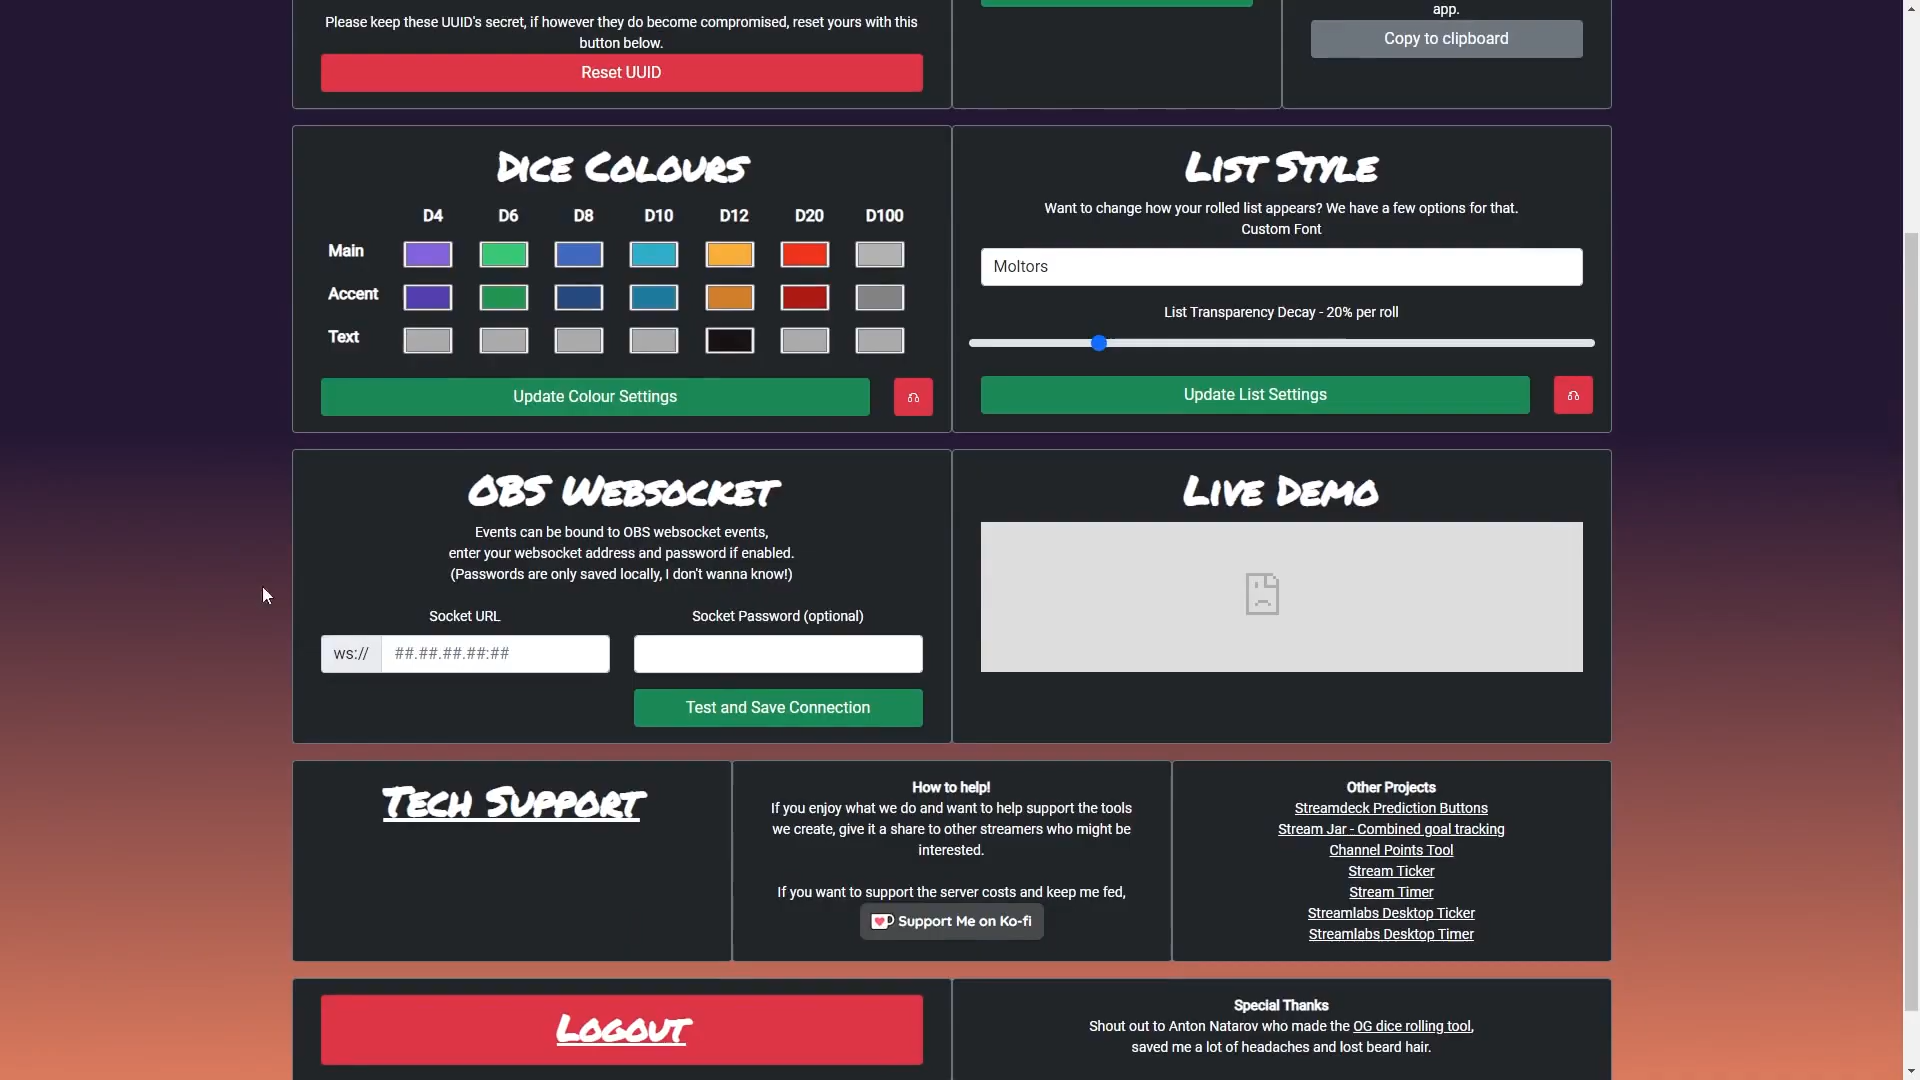 Please keep these UUID's secret, if however they do become compromised, reset yours with this
button below.
Reset UUID
app.
Copy to clipboard
Dice Colours
D4 D6 D8 D10 D12 D20 D100
Main
Accent
Text
Update Colour Settings
List Style
Want to change how your rolled list appears? We have a few options for that.
Custom Font
Moltors
List Transparency Decay - 20% per roll
Update List Settings
OBS Websocket
Events can be bound to OBS websocket events,
enter your websocket address and password if enabled.
(Passwords are only saved locally, I don't wanna know!)
Socket URL
Socket Password (optional)
ws://
##.##.##.##:##
Test and Save Connection
Live Demo
Tech Support
How to help!
If you enjoy what we do and want to help support the tools
we create, give it a share to other streamers who might be
interested.
If you want to support the server costs and keep me fed,
Support Me on Ko-fi
Other Projects
Streamdeck Prediction Buttons
Stream Jar - Combined goal tracking
Channel Points Tool
Stream Ticker
Stream Timer
Streamlabs Desktop Ticker
Streamlabs Desktop Timer
Logout
Special Thanks
Shout out to Anton Natarov who made the OG dice rolling tool,
saved me a lot of headaches and lost beard hair.